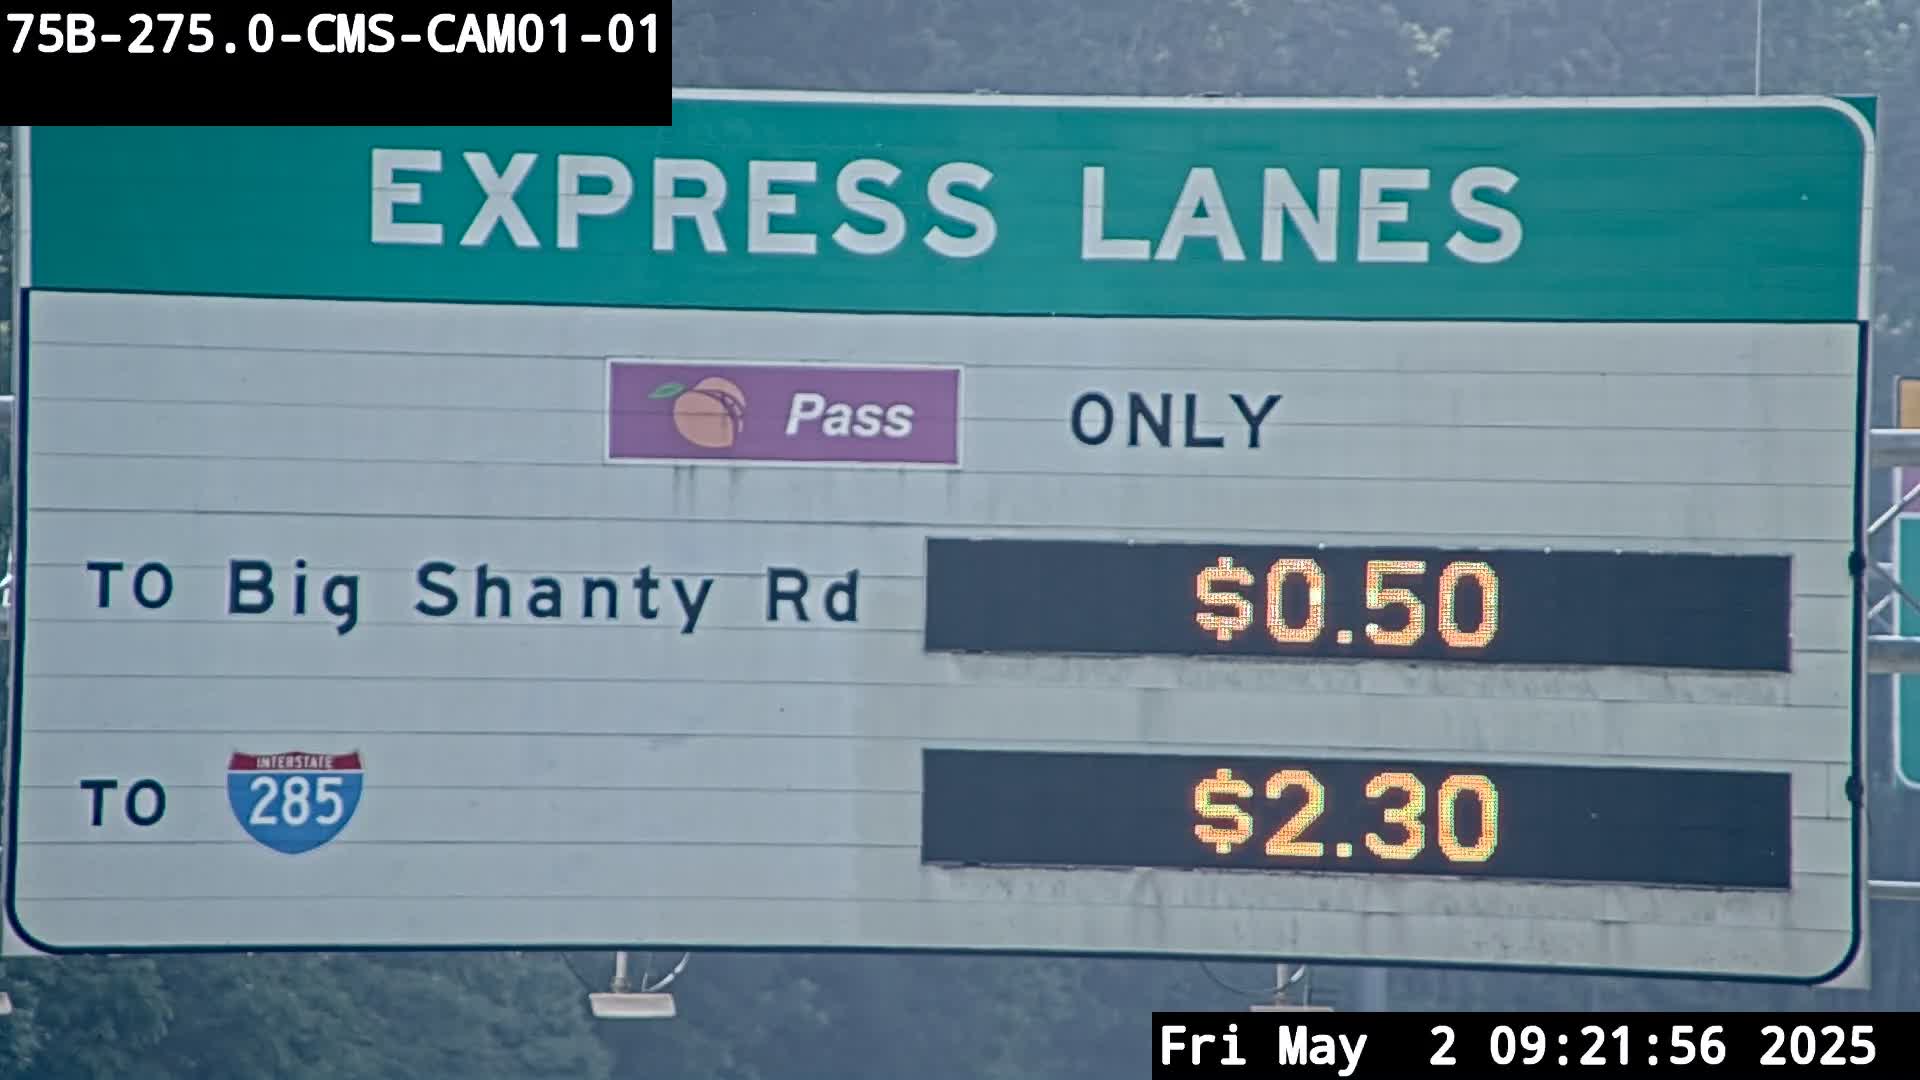 75B-275.0-CMS-CAM01-01
EXPRESS LANES
Pass ONLY
TO Big Shanty Rd $0.50
TO INTERSTATE 285 $2.30
Fri May 2 09:21:56 2025